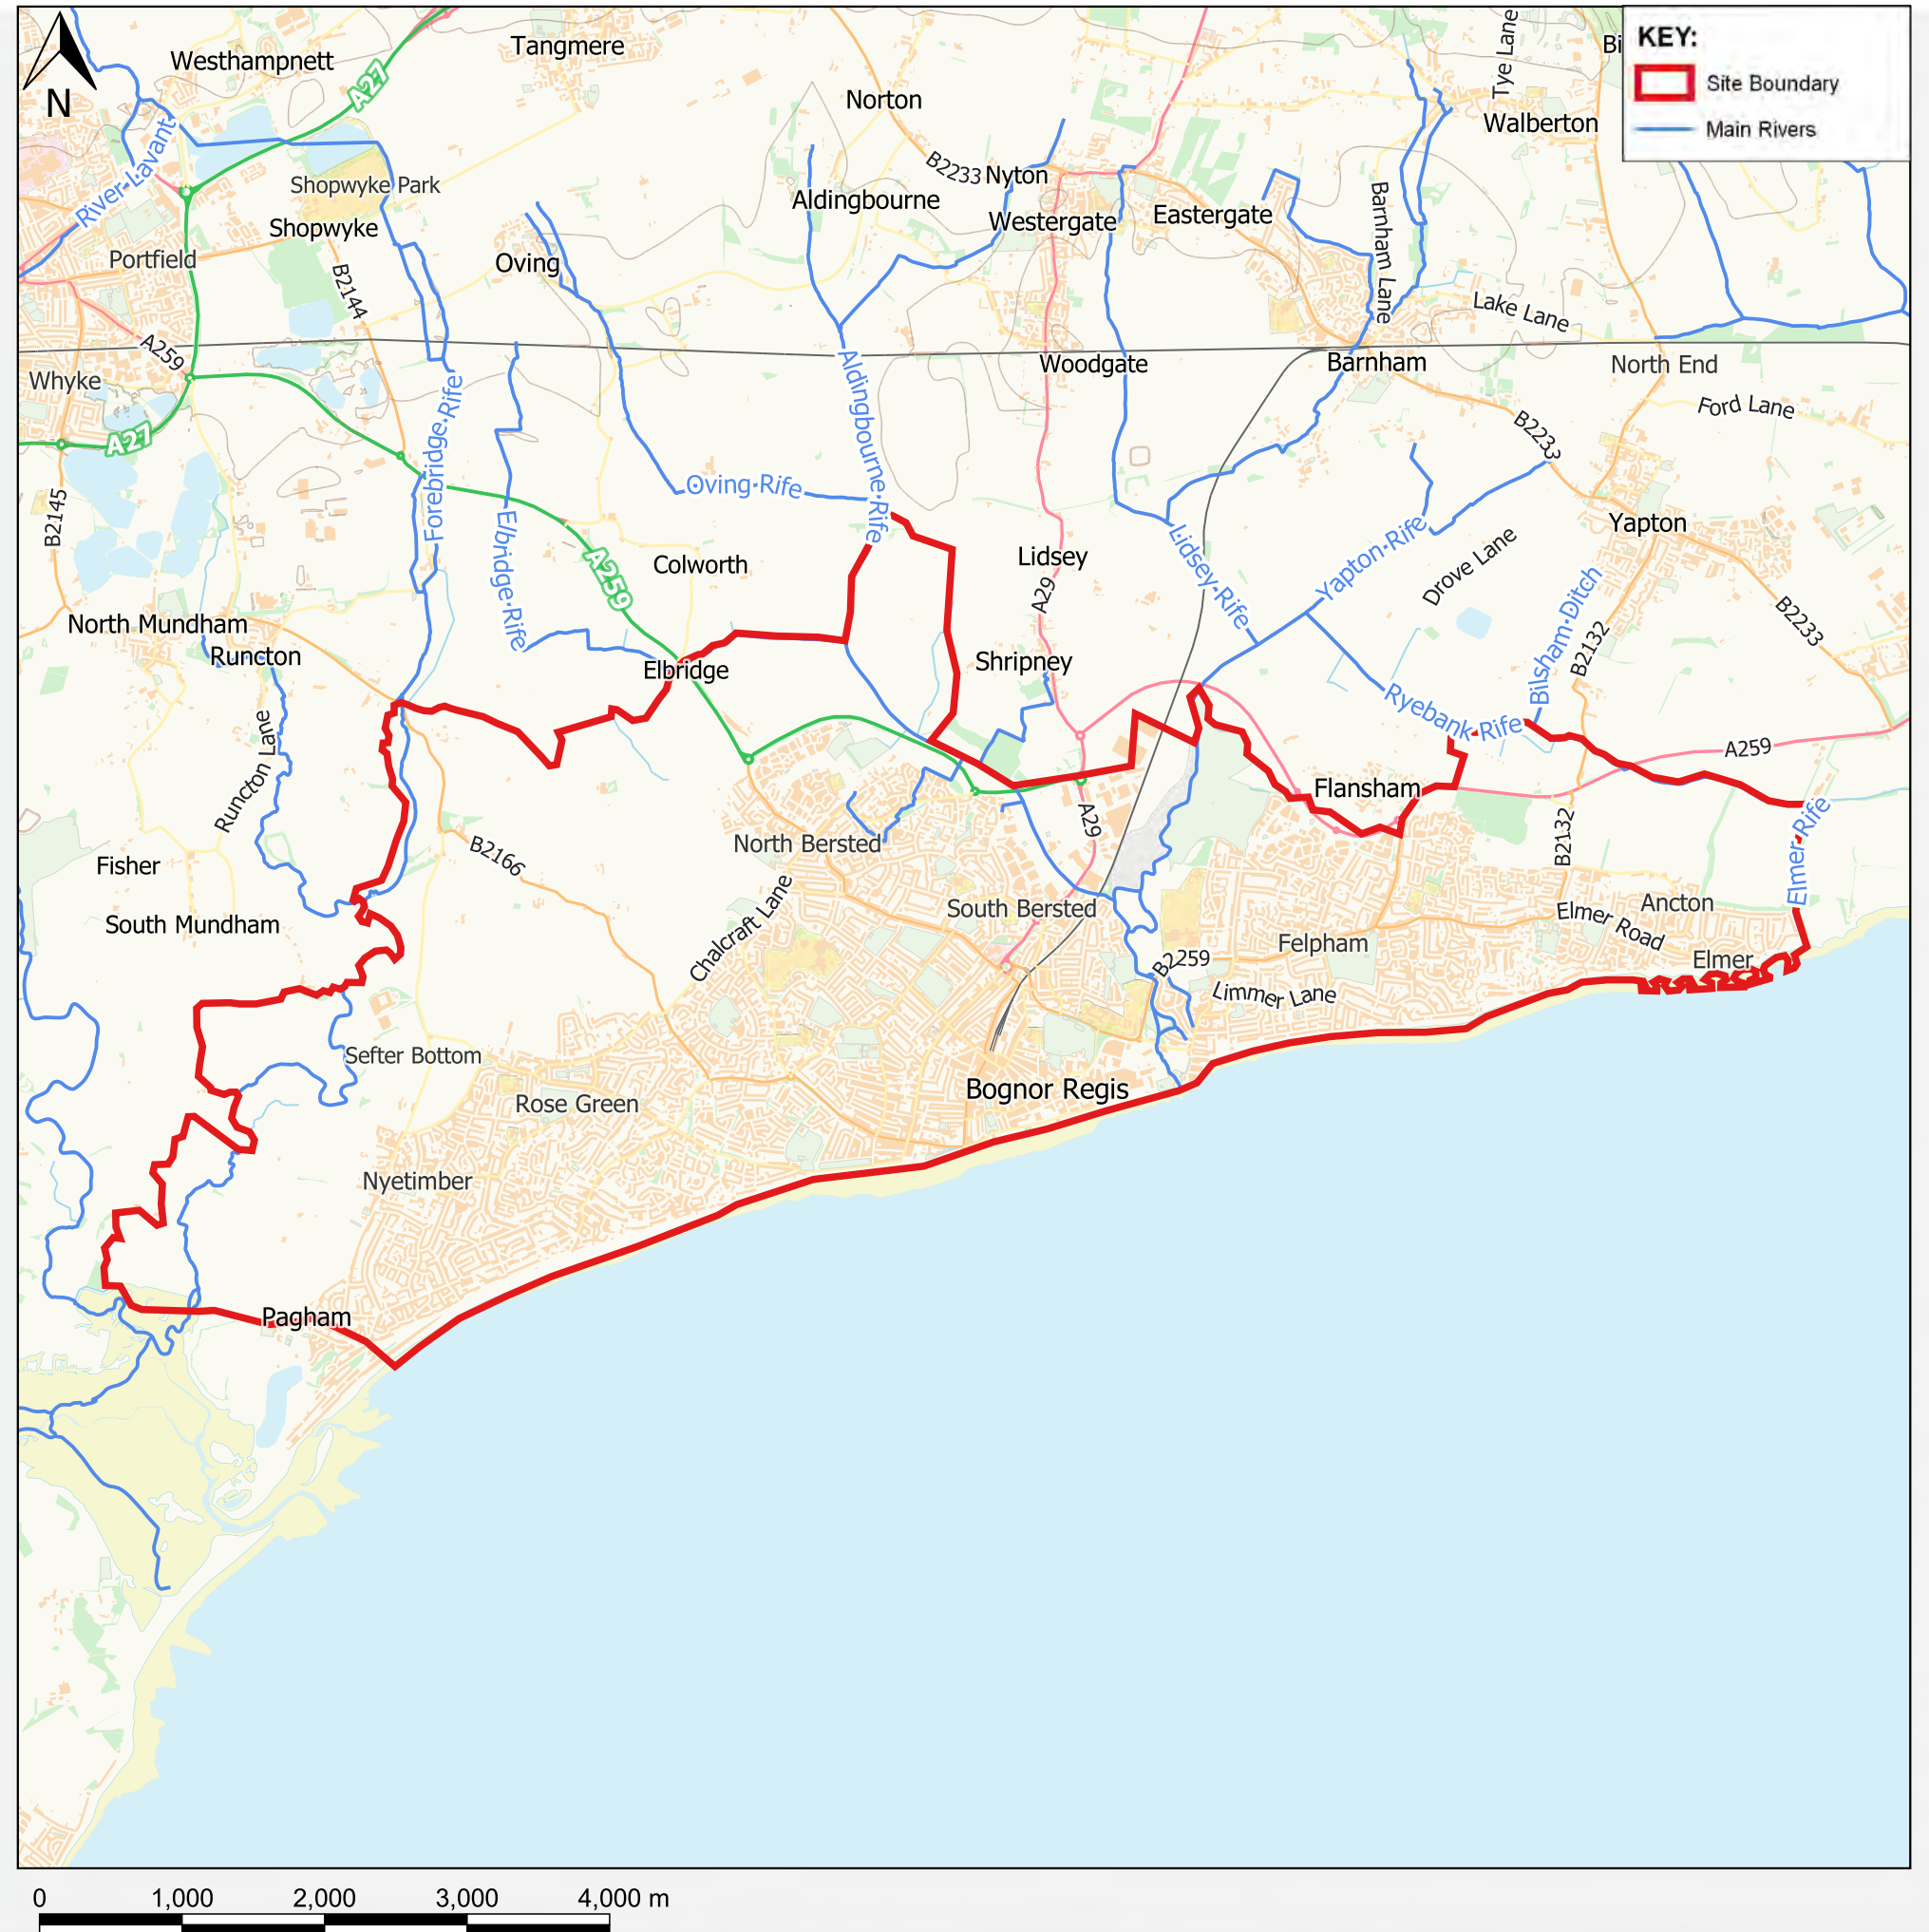 KEY:
Site Boundary
Main Rivers
N
Westhampnett
A27
Tangmere
Norton
Tye Lane
Bi
Walberton
River Lavant
Shopwyke Park
Shopwyke
Portfield
B2144
Oving
Aldingbourne
B2233
Nyton
Westergate
Eastergate
Barnham Lane
Lake Lane
A259
Whyke
A27
B2145
Forebridge Rife
Elbridge Rife
Oving Rife
Aldingbourne Rife
Woodgate
Barnham
North End
Ford Lane
B2233
Yapton
A259
Colworth
Lidsey
A29
Lidsey Rife
Yapton Rife
Drove Lane
Bilsham Ditch
B2132
B2233
North Mundham
Runcton
Elbridge
Shripney
Ryebank Rife
A259
Runcton Lane
Flansham
Elmer Rife
A29
B2132
B2166
North Bersted
Fisher
South Mundham
Chalcraft Lane
South Bersted
Felpham
B2259
Limmer Lane
Ancton
Elmer Road
Elmer
Sefter Bottom
Rose Green
Bognor Regis
Nyetimber
Pagham
0 1,000 2,000 3,000 4,000 m